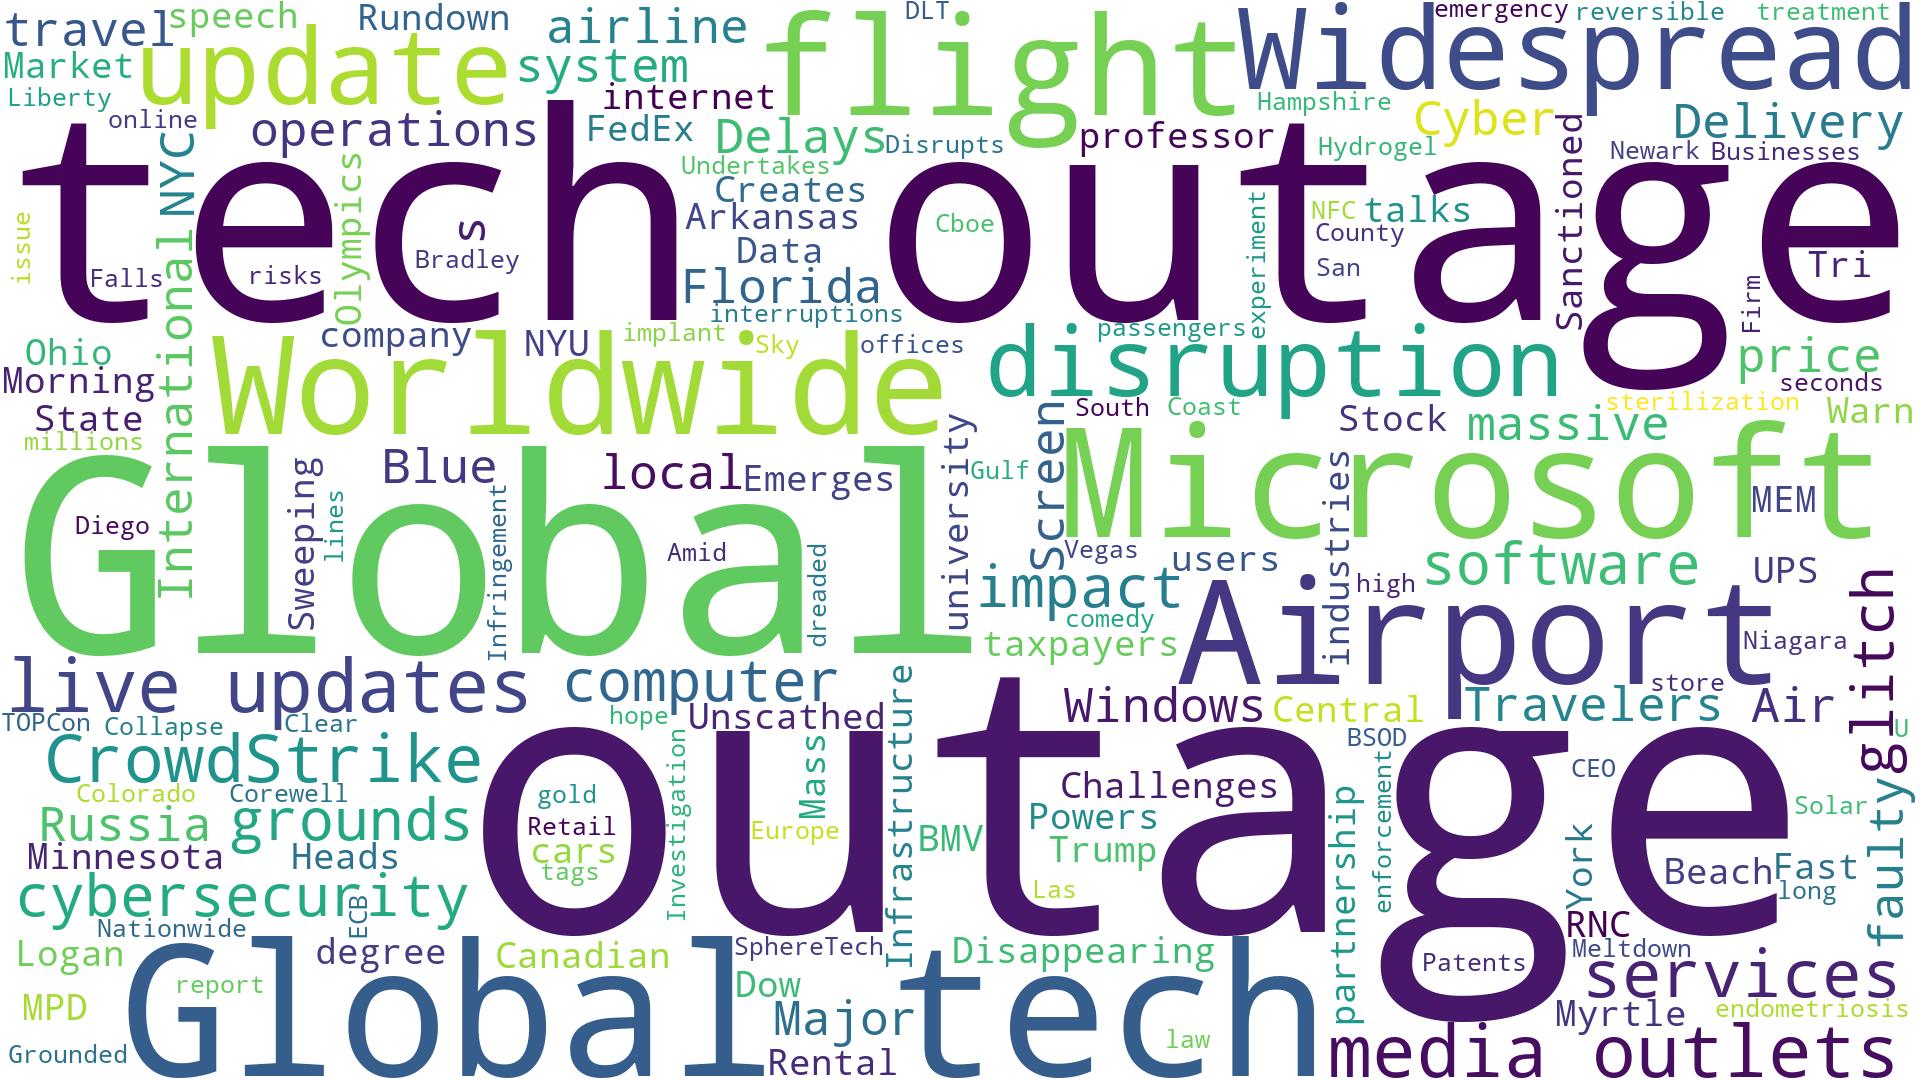 travel
speech
Rundown
airline
DLT
flight
Widespread
emergency
reversible
treatment
Market
update
system
Liberty
online
internet
Hampshire
Cyber
Delivery
operations
FedEx
Delays
Disrupts
professor
Hydrogel
Sanctioned
Newark
Businesses
NYC
Undertakes
tech outage
Olympics
s
Creates
Arkansas
Cboe
experiment
NFC
talks
County
issue
Falls
risks
Bradley
Data
San
Tri
Florida
Firm
International
interruptions
company
NYU
implant
Sky
offices
passengers
disruption
price
Ohio
Morning
Worldwide
seconds
State
South
Coast
Stock
sterilization
Warn
millions
massive
Global
Sweeping
lines
Blue
local
Emerges
university
Gulf
Screen
Microsoft
MEM
Diego
Infringement
Amid
dreaded
Vegas
users
industries
software
UPS
impact
high
comedy
Airport
taxpayers
Niagara
glitch
live updates
computer
store
TOPCon
Collapse
Clear
hope
Unscathed
Infrastructure
Windows
Central
Travelers
Air
U
CrowdStrike
outage
BSOD
CEO
Colorado
Corewell
gold
Investigation
Mass
Challenges
partnership
enforcement
Solar
faulty
Russia
grounds
Retail
Europe
BMV
Powers
York
Minnesota
Heads
cars
Trump
tags
Las
Beach
Fast
long
cybersecurity
ECB
Nationwide
RNC
Logan
degree
Canadian
SphereTech
Disappearing
Patents
Meltdown
services
MPD
report
Global tech
Dow
Major
Myrtle
endometriosis
Grounded
Rental
law
media outlets